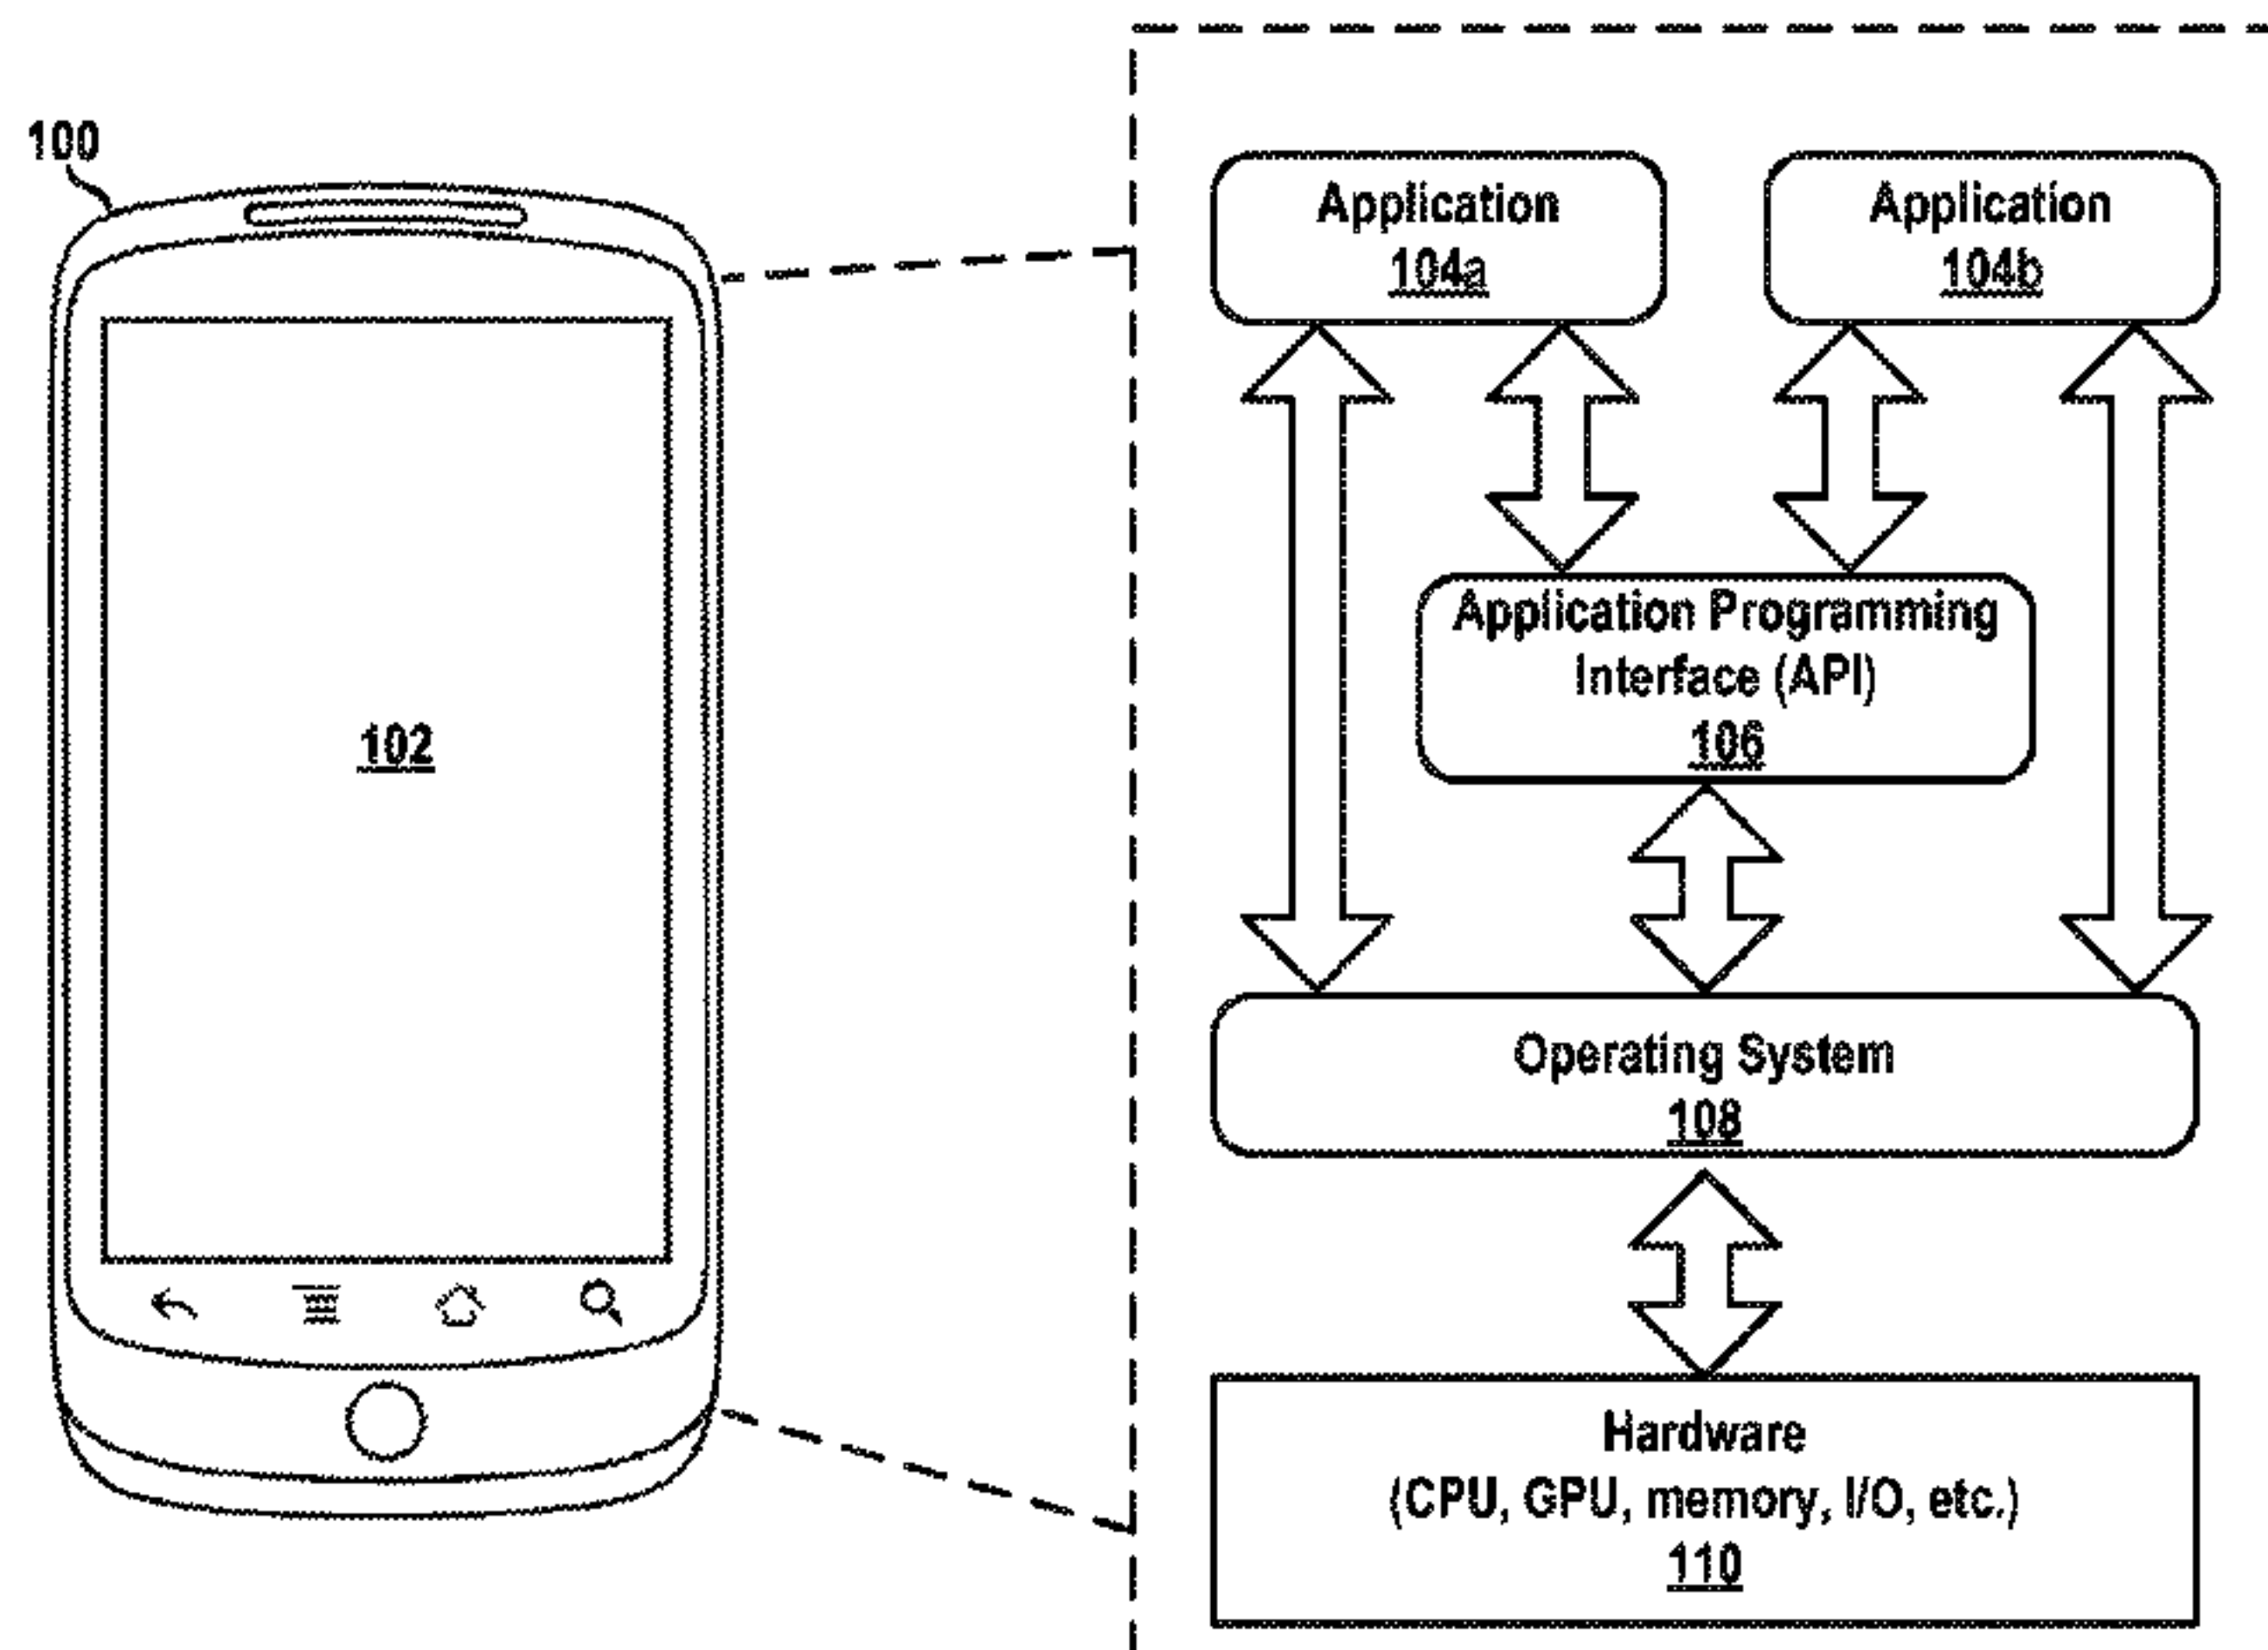 100
102
Application
104a
Application
104b
Application Programming
Interface (API)
106
Operating System
108
Hardware
(CPU, GPU, memory, I/O, etc.)
110